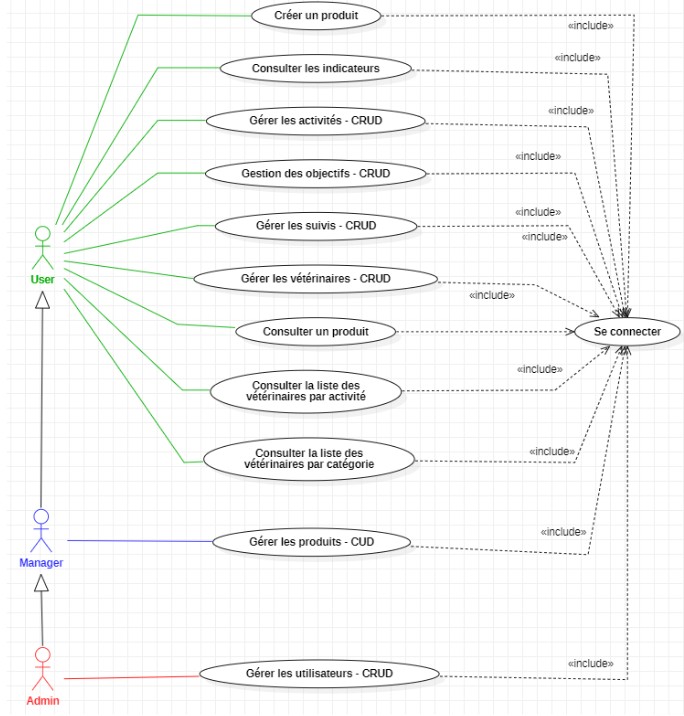 Créer un produit
«include»
Consulter les indicateurs
«include»
Gérer les activités - CRUD
«include»
Gestion des objectifs - CRUD
«include»
Gérer les suivis - CRUD
«include»
«include»
User
Gérer les vétérinaires - CRUD
«include»
Consulter un produit
Se connecter
Consulter la liste des
vétérinaires par activité
«include»
Consulter la liste des
vétérinaires par catégorie
«include»
Manager
Gérer les produits - CUD
«include»
Admin
Gérer les utilisateurs - CRUD
«include»